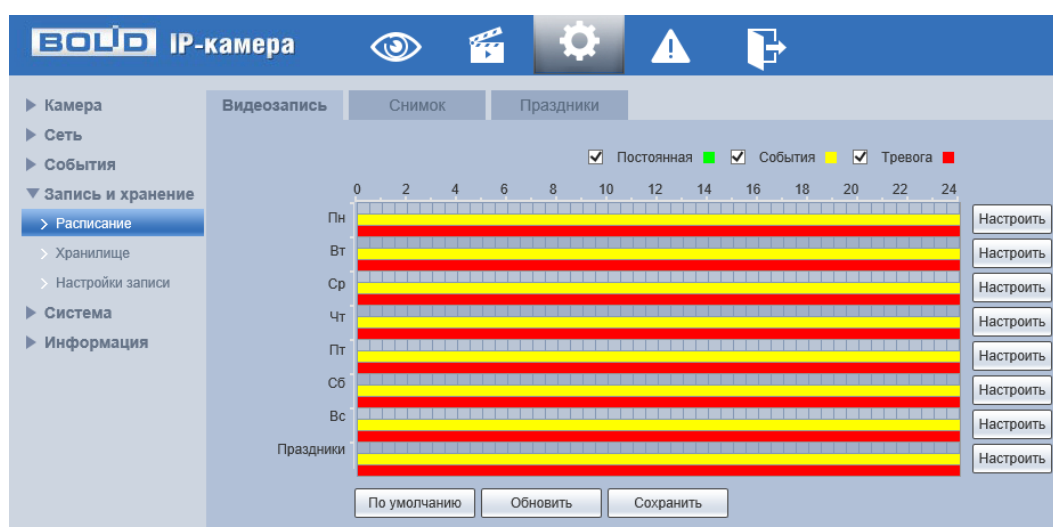 BOLID IP-камера
Камера
Сеть
События
Запись и хранение
Расписание
Хранилище
Настройки записи
Система
Информация
Видеозапись Снимок Праздники
Постоянная События Тревога
0 2 4 6 8 10 12 14 16 18 20 22 24
Пн Настроить
Вт Настроить
Ср Настроить
Чт Настроить
Пт Настроить
Сб Настроить
Вс Настроить
Праздники Настроить
По умолчанию Обновить Сохранить